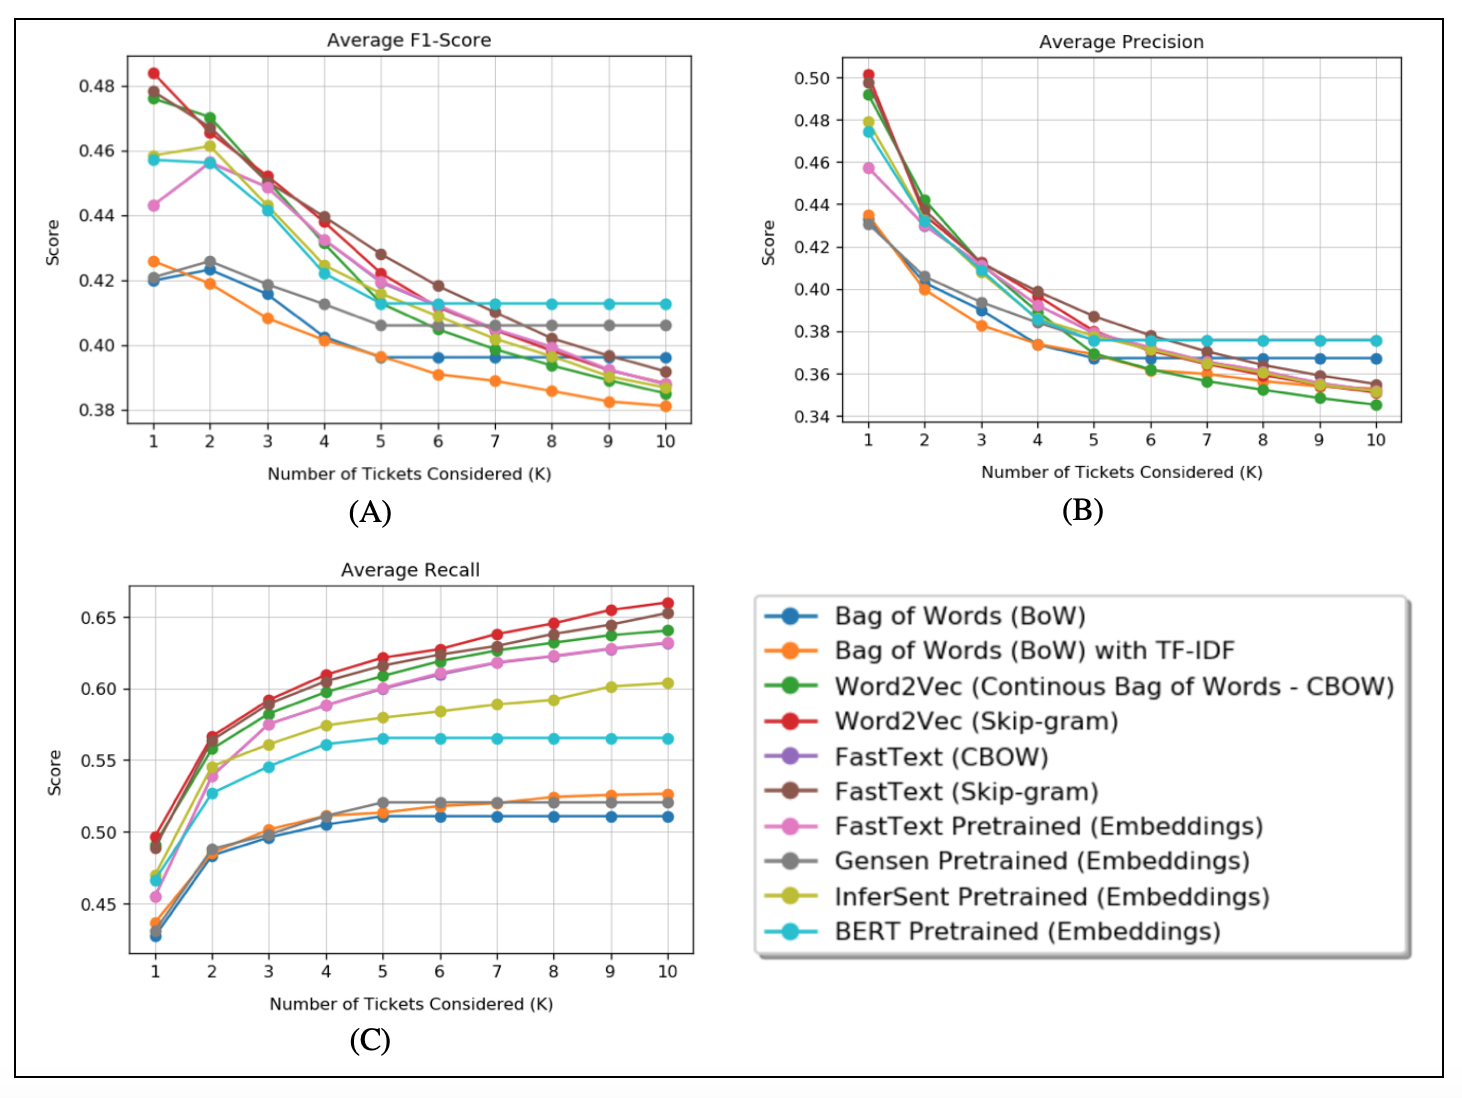 Average F1-Score
0.48
0.46
0.44
0.42
0.40
0.38
Score
1 2 3 4 5 6 7 8 9 10
Number of Tickets Considered (K)
(A)
Average Precision
0.50
0.48
0.46
0.44
0.42
0.40
0.38
0.36
0.34
Score
1 2 3 4 5 6 7 8 9 10
Number of Tickets Considered (K)
(B)
Average Recall
0.65
0.60
0.55
0.50
0.45
Score
1 2 3 4 5 6 7 8 9 10
Number of Tickets Considered (K)
(C)
Bag of Words (BoW)
Bag of Words (BoW) with TF-IDF
Word2Vec (Continous Bag of Words - CBOW)
Word2Vec (Skip-gram)
FastText (CBOW)
FastText (Skip-gram)
FastText Pretrained (Embeddings)
Gensen Pretrained (Embeddings)
InferSent Pretrained (Embeddings)
BERT Pretrained (Embeddings)